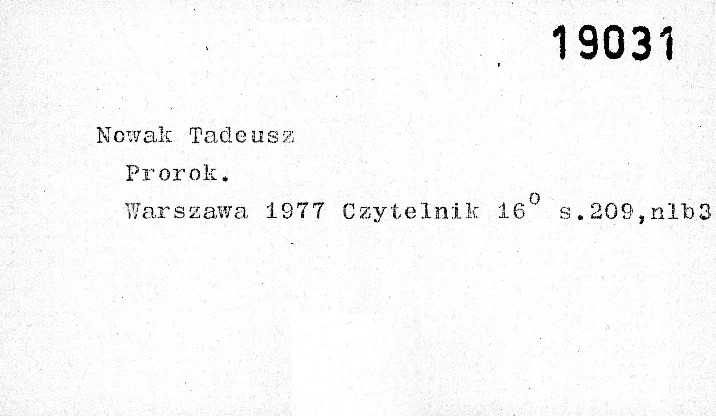 19031
Nowak Tadeusz
Prorok.
Warszawa 1977 Czytelnik 16° s.209,nlb3